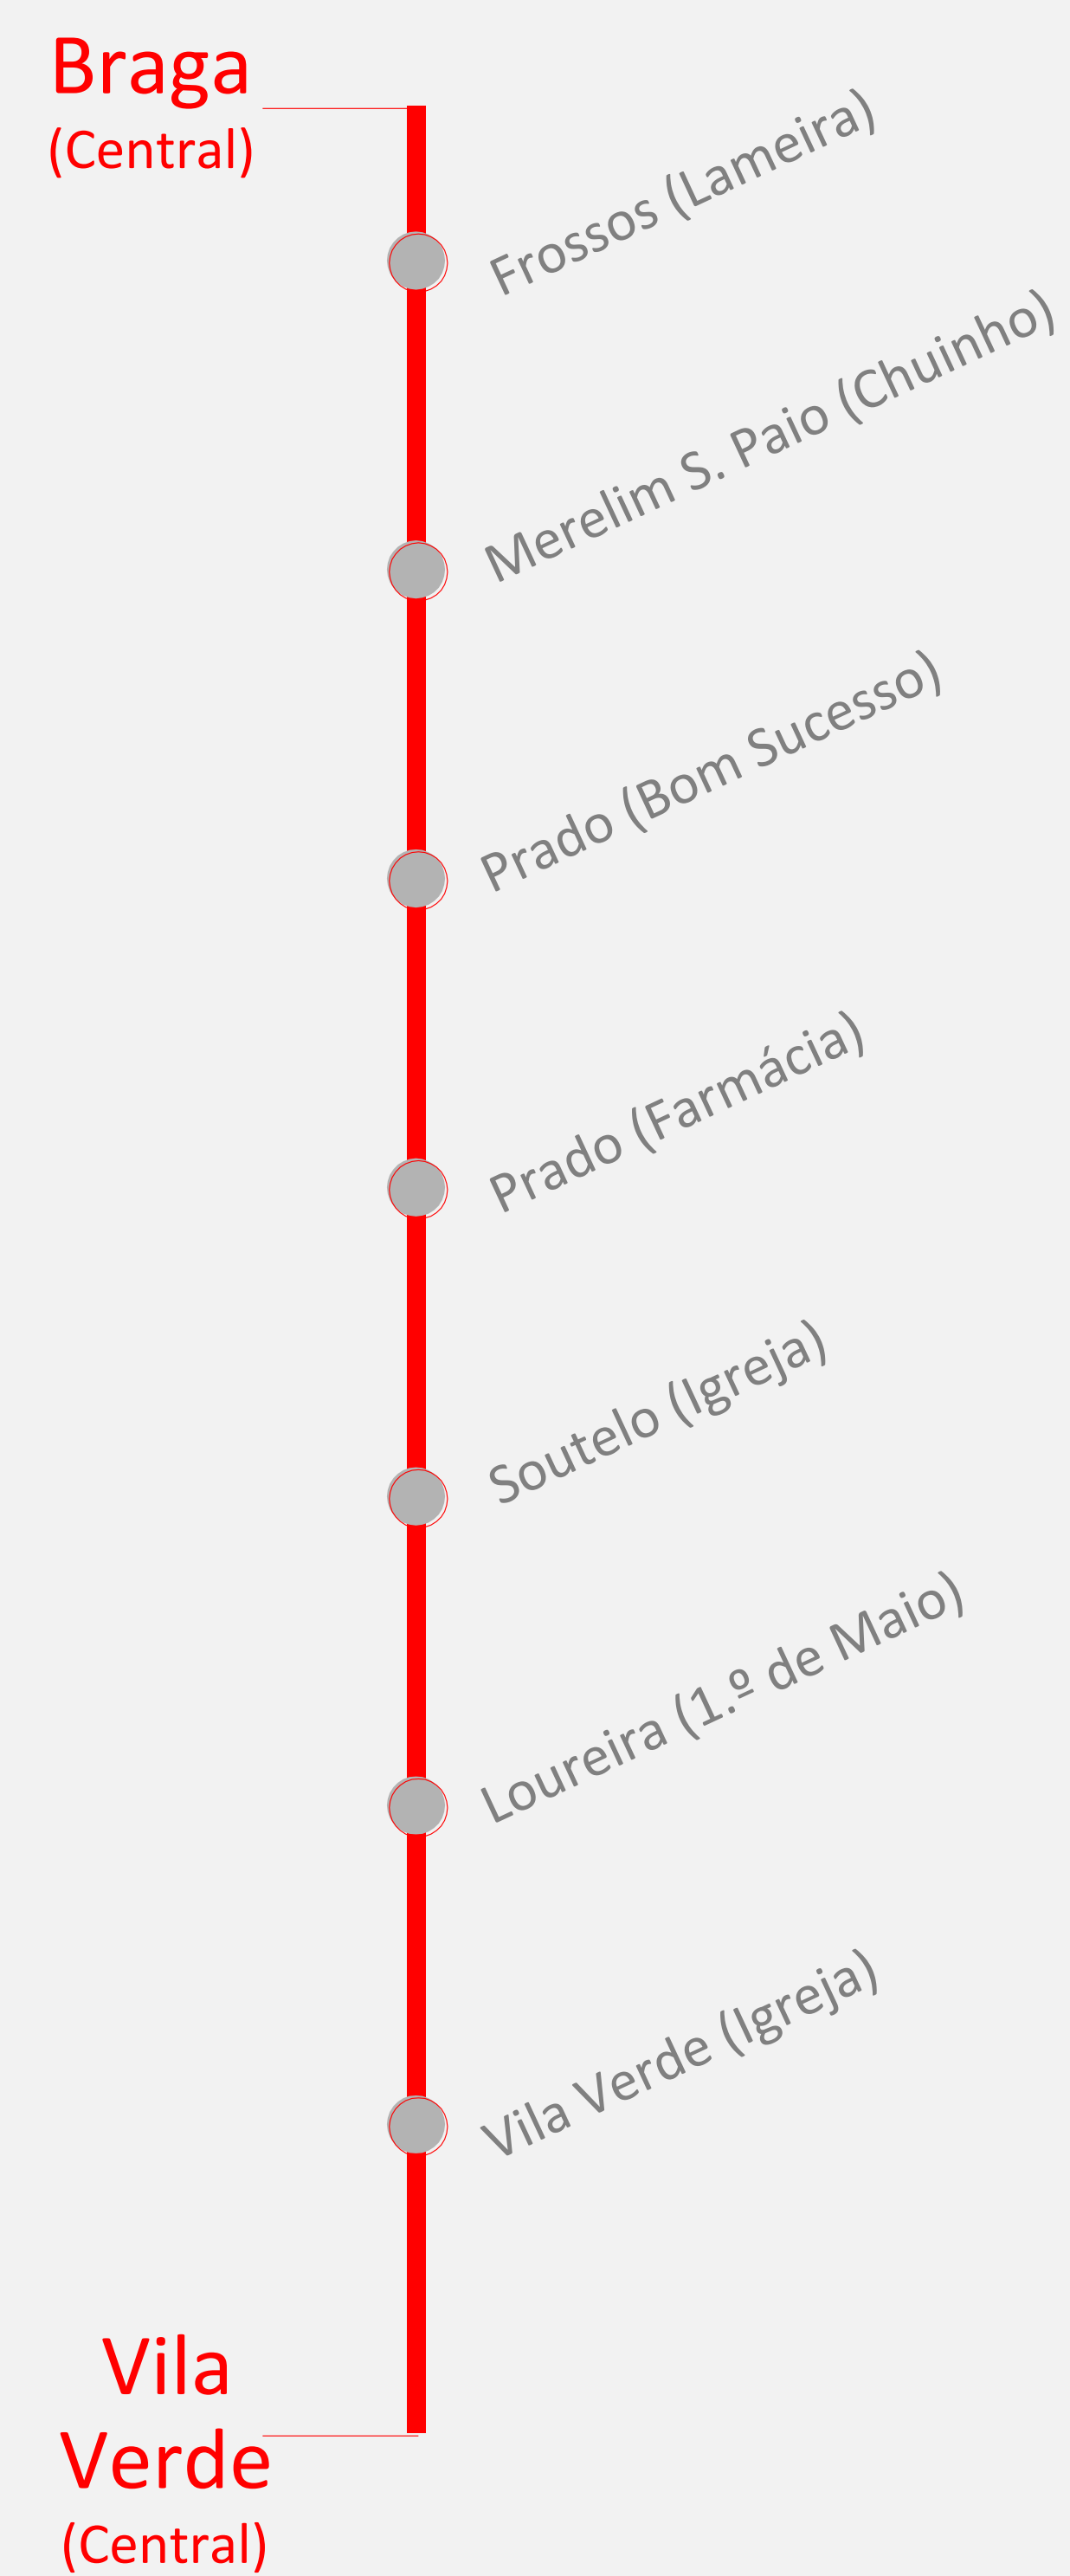 Braga
(Central)
Frossos (Lameira)
Merelim S. Paio (Chuinho)
Prado (Bom Sucesso)
Prado (Farmácia)
Soutelo (Igreja)
Loureira (1.º de Maio)
Vila Verde (Igreja)
Vila
Verde
(Central)